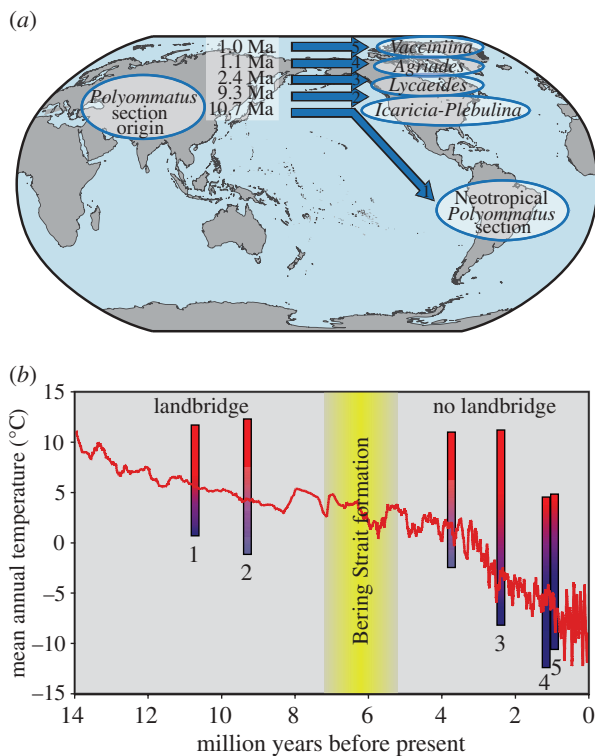 (a)
1.0 Ma
1.1 Ma
2.4 Ma
9.3 Ma
10.7 Ma
Vacciniina
Agriades
Lycaeides
Icaricia-Plebulina
Polyommatus
section
origin
Neotropical
Polyommatus
section
(b)
mean annual temperature (°C)
15
10
5
0
−5
−10
−15
landbridge
no landbridge
Bering Strait formation
1
2
3
4
5
14
12
10
8
6
4
2
0
million years before present